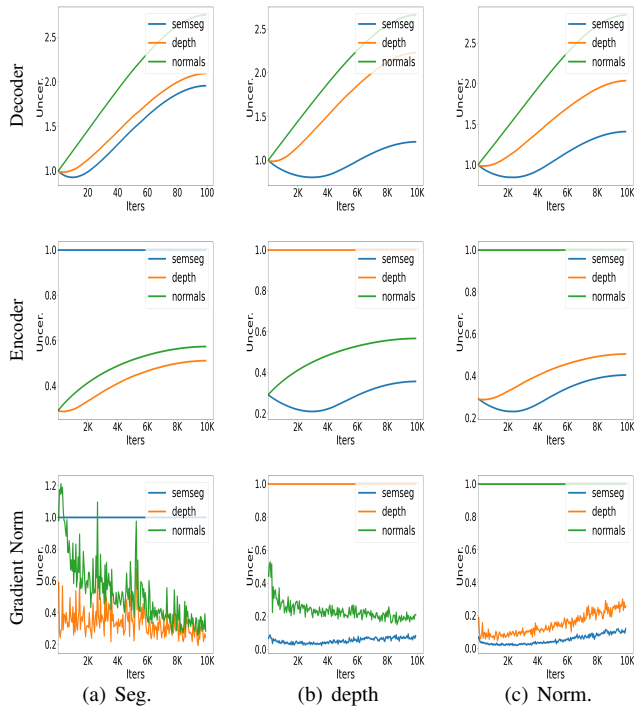 Decoder
Uncer.
2.5
2.0
1.5
1.0
semseg
depth
normals
20 40 60 80 100
Iters
Uncer.
2.5
2.0
1.5
1.0
semseg
depth
normals
2K 4K 6K 8K 10K
Iters
Uncer.
2.5
2.0
1.5
1.0
semseg
depth
normals
2K 4K 6K 8K 10K
Iters
Encoder
Uncer.
1.0
0.8
0.6
0.4
semseg
depth
normals
2K 4K 6K 8K 10K
Iters
Uncer.
1.0
0.8
0.6
0.4
0.2
semseg
depth
normals
2K 4K 6K 8K 10K
Iters
Uncer.
1.0
0.8
0.6
0.4
0.2
semseg
depth
normals
2K 4K 6K 8K 10K
Iters
Gradient Norm
Uncer.
1.2
1.0
0.8
0.6
0.4
0.2
semseg
depth
normals
2K 4K 6K 8K 10K
Iters
Uncer.
1.0
0.8
0.6
0.4
0.2
0.0
semseg
depth
normals
2K 4K 6K 8K 10K
Iters
Uncer.
1.0
0.8
0.6
0.4
0.2
0.0
semseg
depth
normals
2K 4K 6K 8K 10K
Iters
(a) Seg.
(b) depth
(c) Norm.